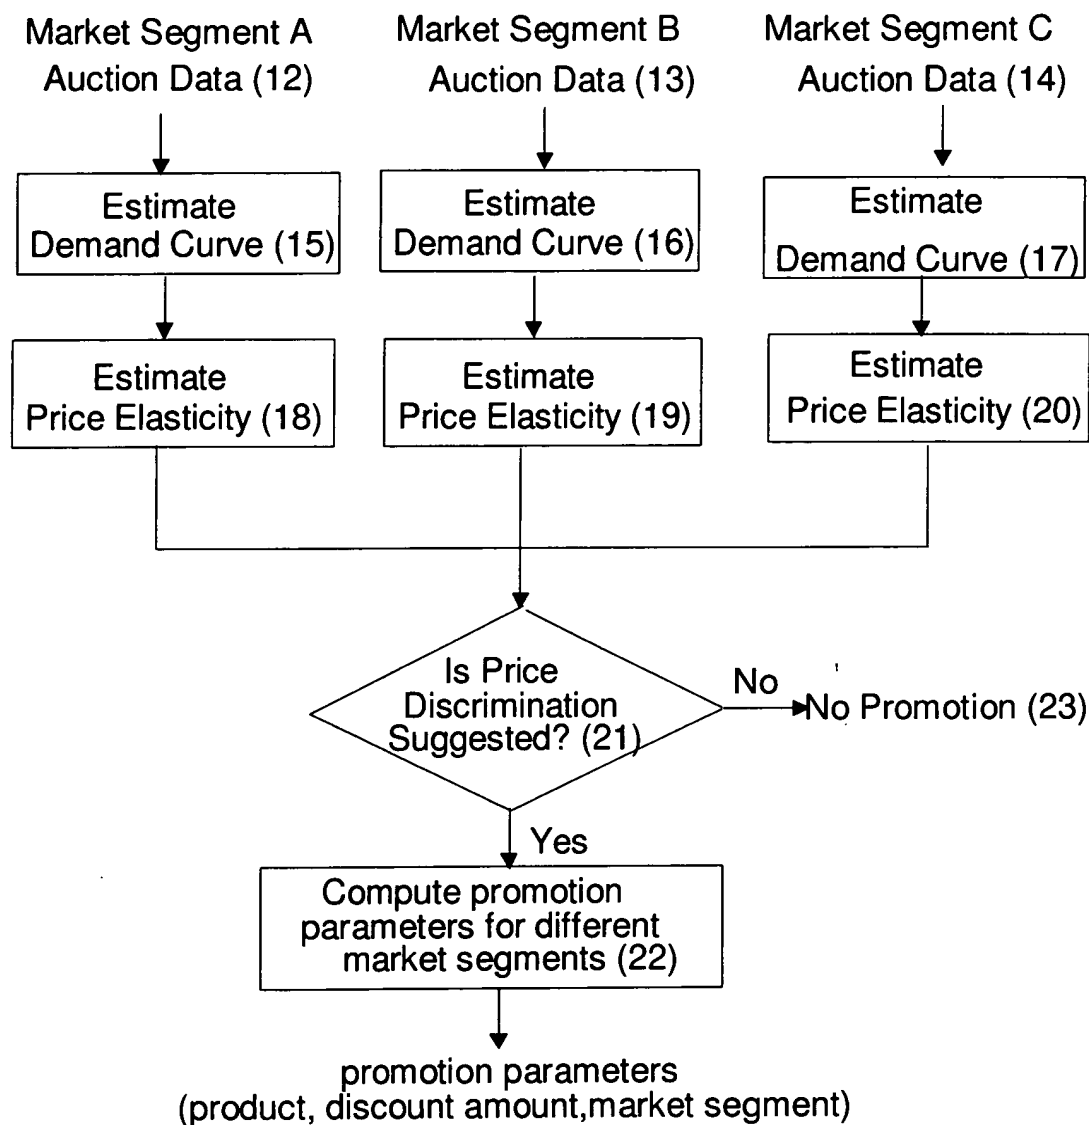 Market Segment A
Auction Data (12)
Market Segment B
Auction Data (13)
Market Segment C
Auction Data (14)
Estimate
Demand Curve (15)
Estimate
Demand Curve (16)
Estimate
Demand Curve (17)
Estimate
Price Elasticity (18)
Estimate
Price Elasticity (19)
Estimate
Price Elasticity (20)
Is Price
Discrimination
Suggested? (21)
No
No Promotion (23)
Yes
Compute promotion
parameters for different
market segments (22)
promotion parameters
(product, discount amount,market segment)